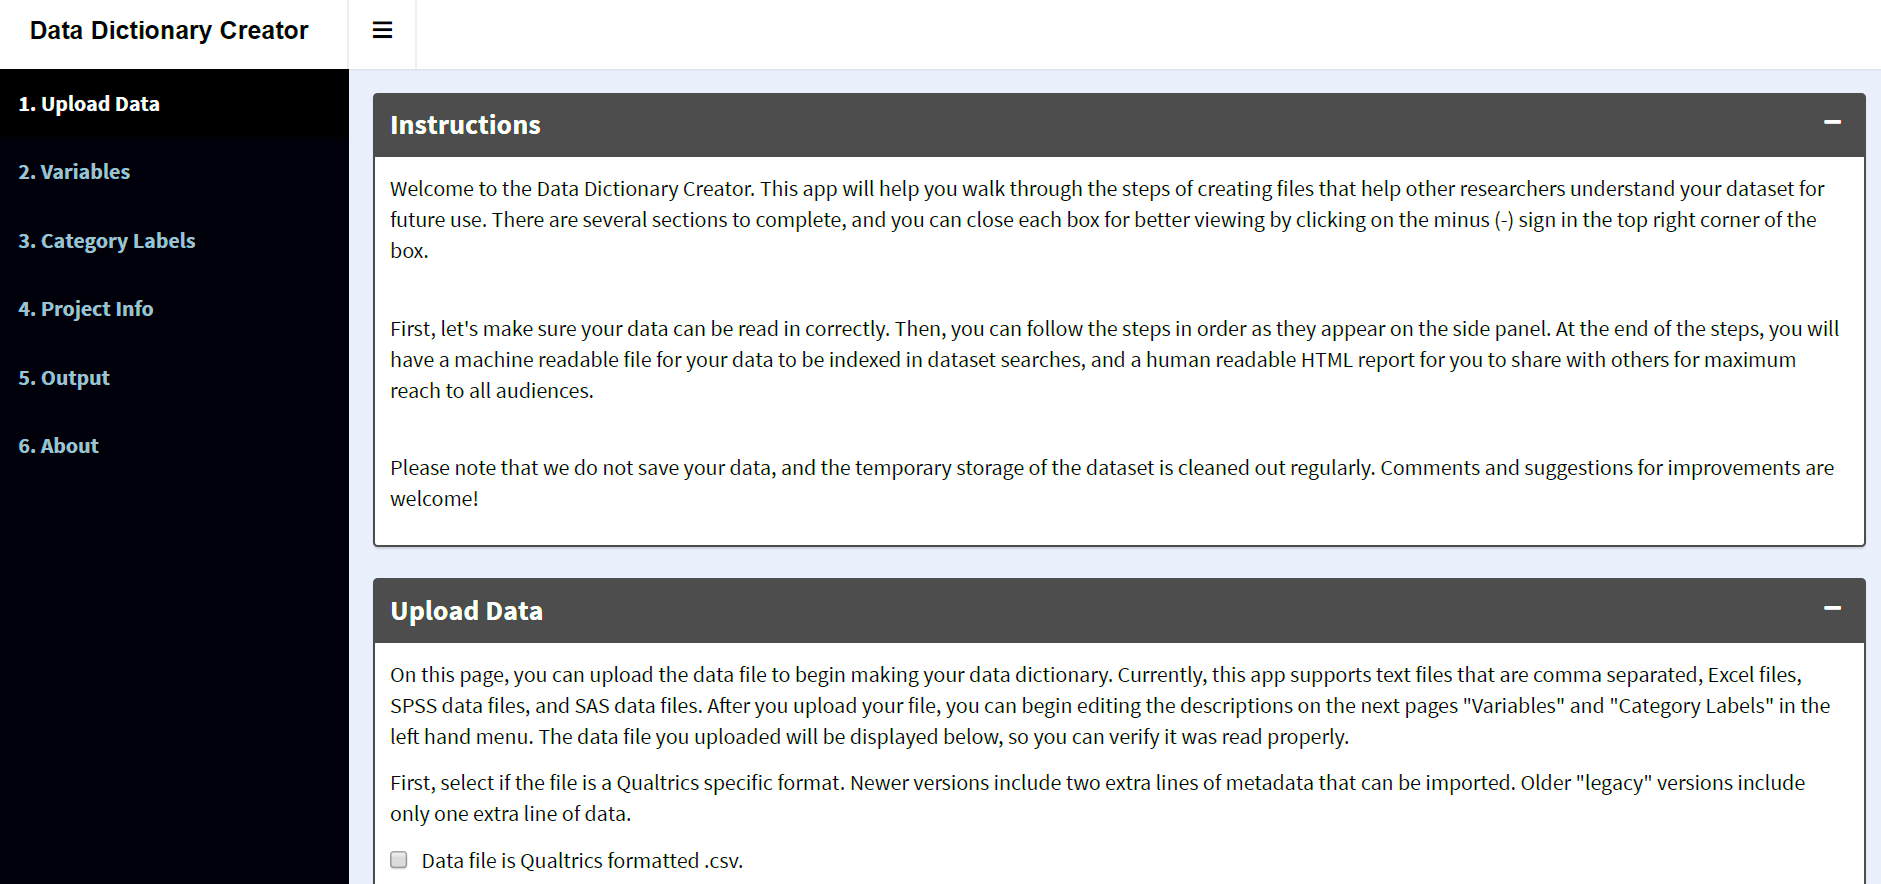 Data Dictionary Creator
1. Upload Data
2. Variables
3. Category Labels
4. Project Info
5. Output
6. About
Instructions
Welcome to the Data Dictionary Creator. This app will help you walk through the steps of creating files that help other researchers understand your dataset for
future use. There are several sections to complete, and you can close each box for better viewing by clicking on the minus (-) sign in the top right corner of the
box.
First, let's make sure your data can be read in correctly. Then, you can follow the steps in order as they appear on the side panel. At the end of the steps, you will
have a machine readable file for your data to be indexed in dataset searches, and a human readable HTML report for you to share with others for maximum
reach to all audiences.
Please note that we do not save your data, and the temporary storage of the dataset is cleaned out regularly. Comments and suggestions for improvements are
welcome!
Upload Data
On this page, you can upload the data file to begin making your data dictionary. Currently, this app supports text files that are comma separated, Excel files,
SPSS data files, and SAS data files. After you upload your file, you can begin editing the descriptions on the next pages "Variables" and "Category Labels" in the
left hand menu. The data file you uploaded will be displayed below, so you can verify it was read properly.
First, select if the file is a Qualtrics specific format. Newer versions include two extra lines of metadata that can be imported. Older "legacy" versions include
only one extra line of data.
Data file is Qualtrics formatted .csv.